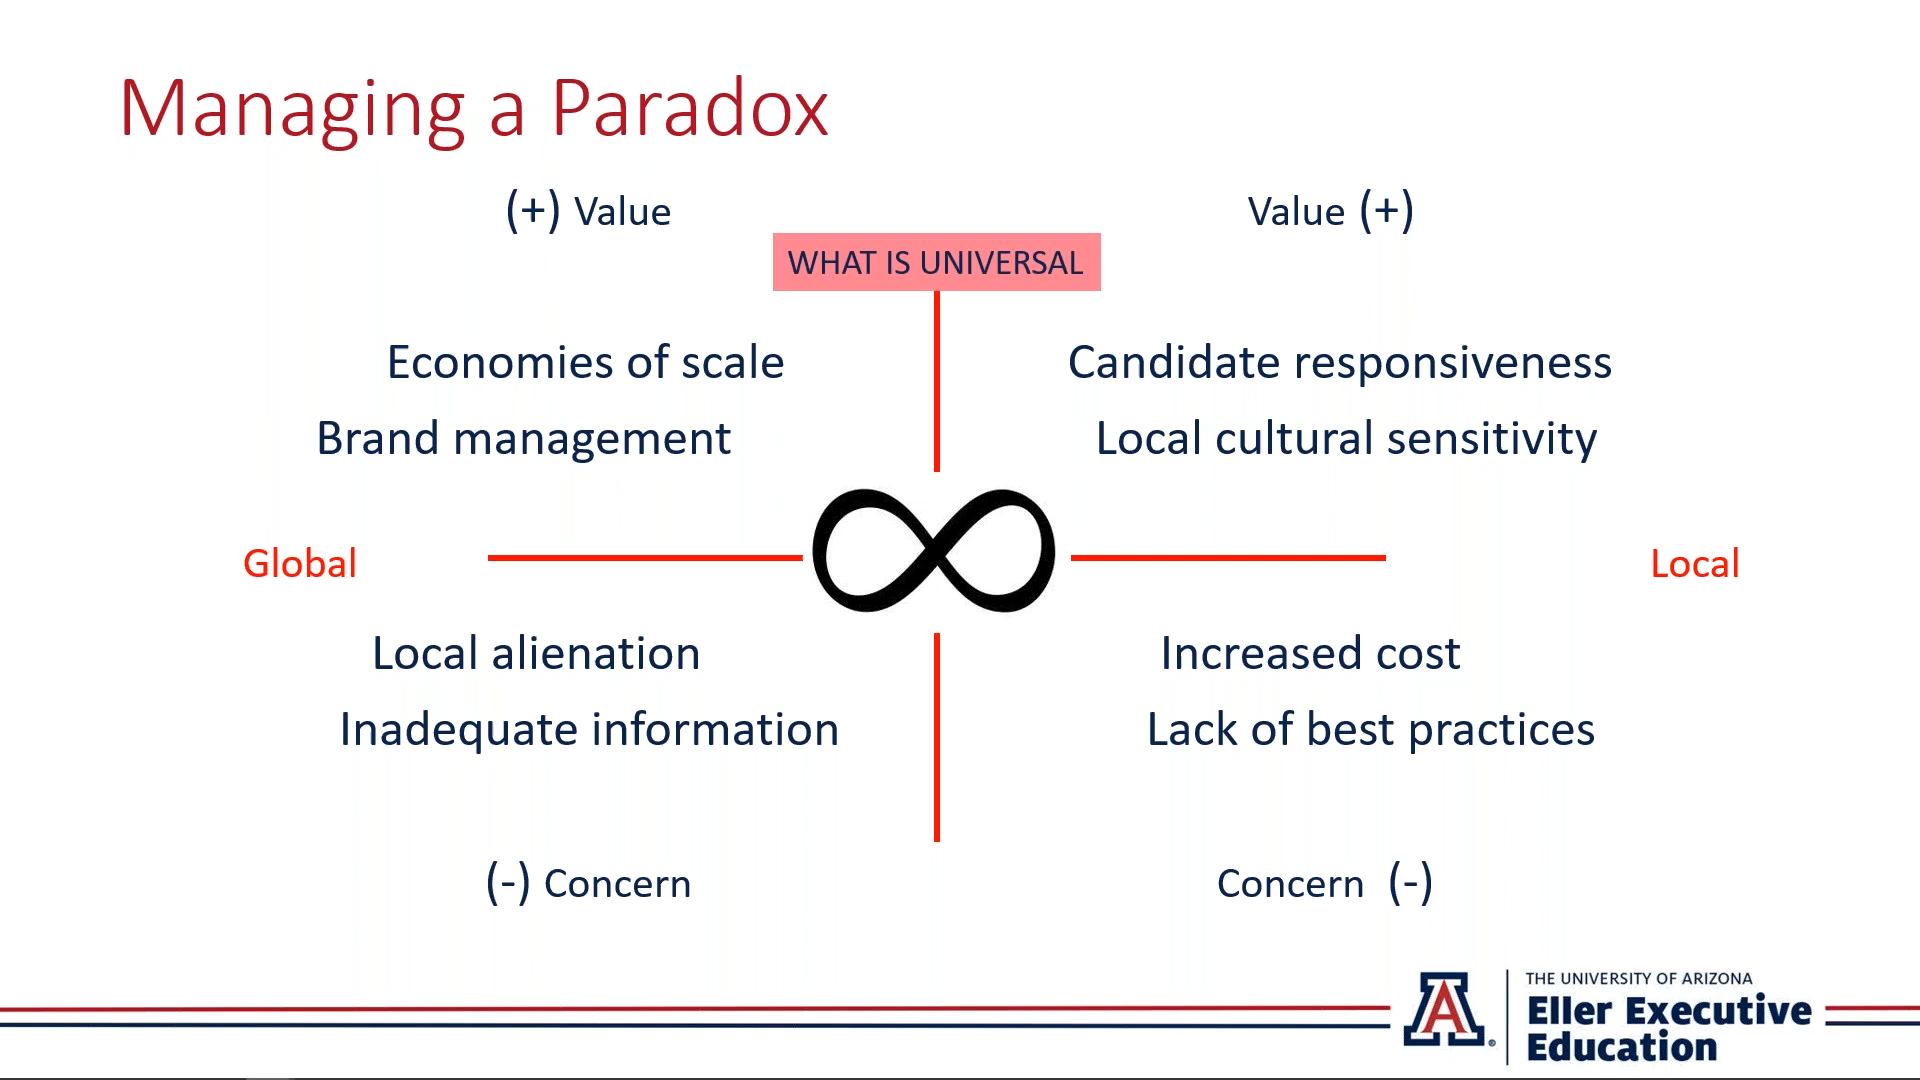 Managing a Paradox
(+) Value
Value (+)
WHAT IS UNIVERSAL
Economies of scale
Candidate responsiveness
Brand management
Local cultural sensitivity
Global
Local
Local alienation
Increased cost
Inadequate information
Lack of best practices
(-) Concern
Concern (-)
THE UNIVERSITY OF ARIZONA
A
Eller Executive
Education